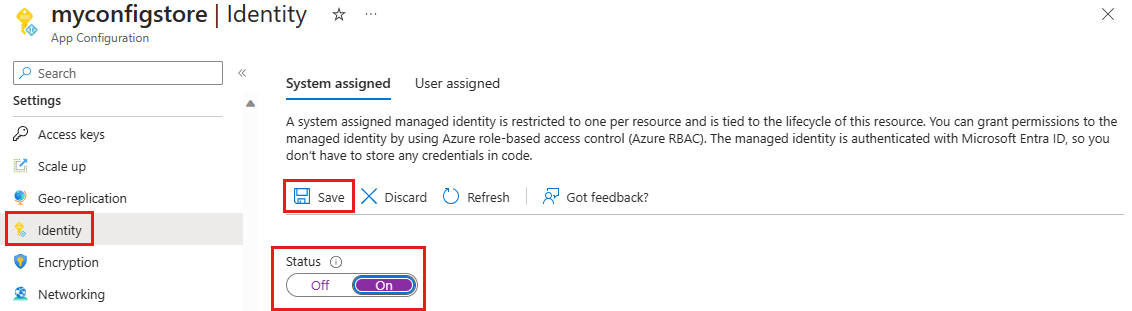 myconfigstore | Identity
App Configuration
Search
Settings
Access keys
Scale up
Geo-replication
Identity
Encryption
Networking
System assigned User assigned
A system assigned managed identity is restricted to one per resource and is tied to the lifecycle of this resource. You can grant permissions to the
managed identity by using Azure role-based access control (Azure RBAC). The managed identity is authenticated with Microsoft Entra ID, so you
don't have to store any credentials in code.
Save Discard Refresh Got feedback?
Status
Off On